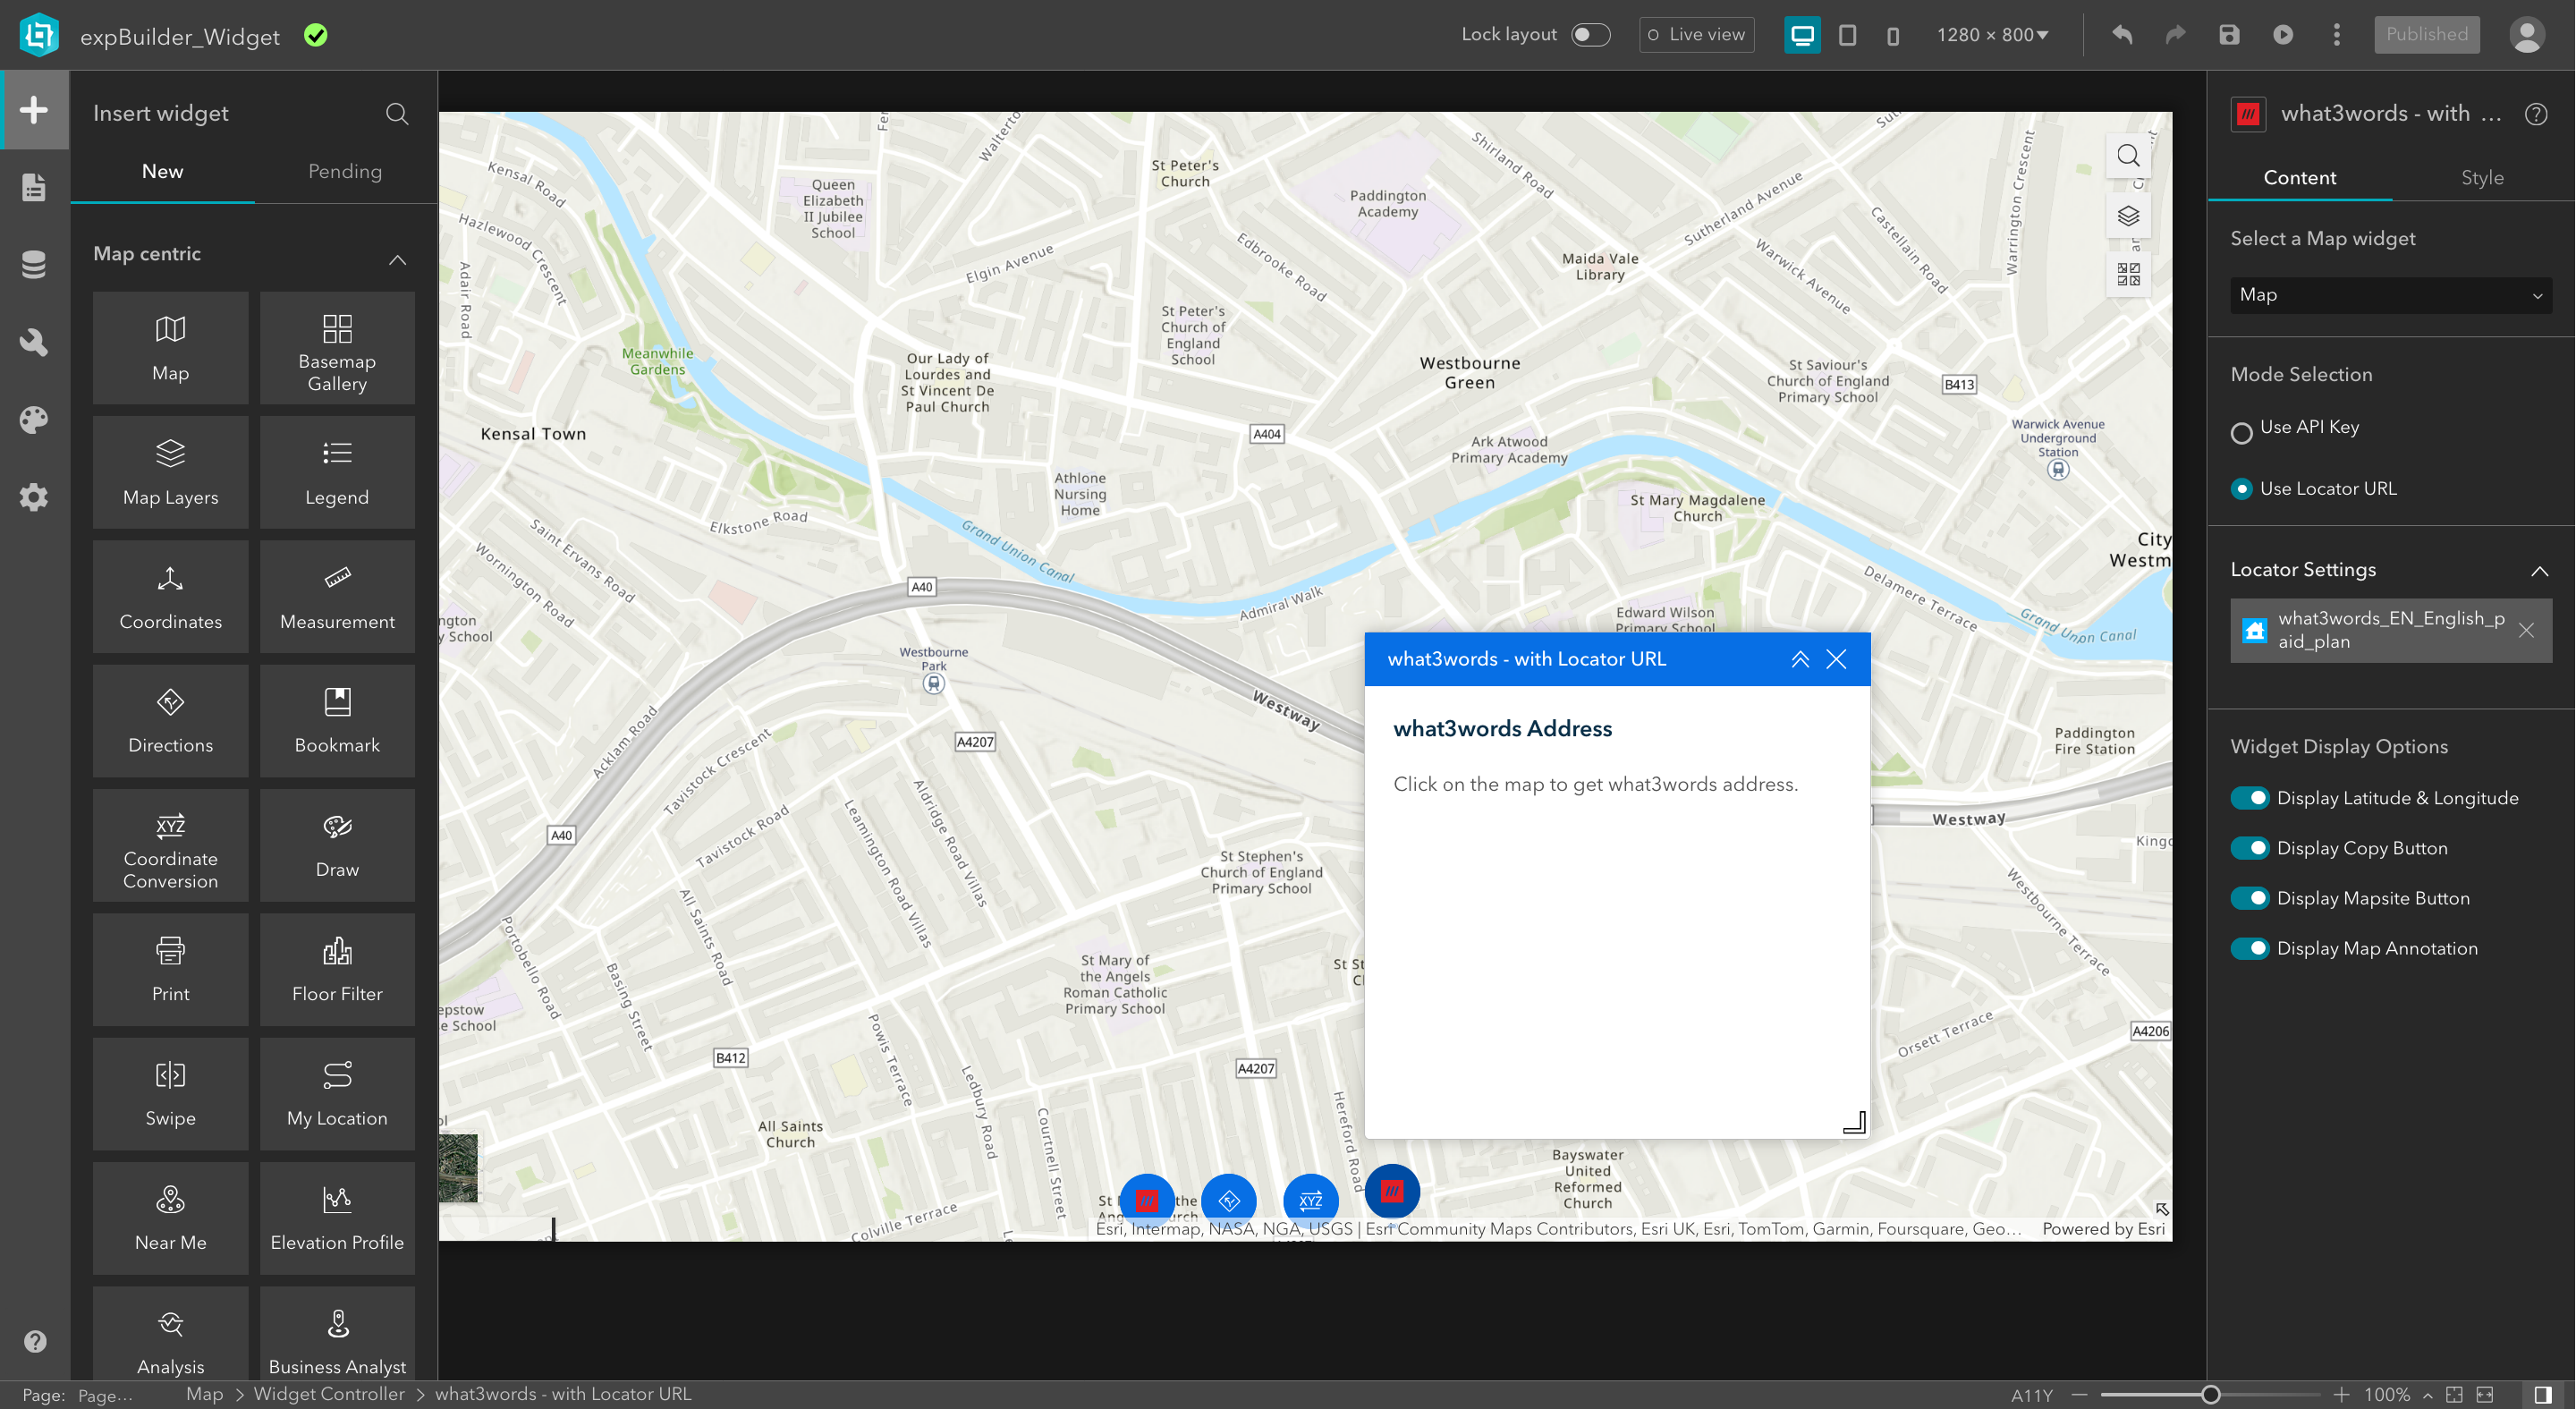 expBuilder_Widget
Lock layout
Live view
1280 × 800
Published
Insert widget
New
Pending
Map centric
Map
Basemap
Gallery
Map Layers
Legend
Coordinates
Measurement
Directions
Bookmark
XYZ
Coordinate
Conversion
Draw
Print
Floor Filter
Swipe
My Location
Near Me
Elevation Profile
Analysis
Business Analyst
Kensal Road
Hazlewood Crescent
Adair Road
Queen
Elizabeth
II Jubilee
School
Elgin Avenue
St Peter's
Church
Shirland Road
Paddington
Academy
Sutherland Avenue
Edbrooke Road
Maida Vale
Library
Warwick Avenue
Castellain Road
Warrington Crescent
St Peter's
Church of
England
School
Meanwhile
Gardens
Our Lady of
Lourdes and
St Vincent De
Paul Church
Westbourne
Green
St Saviour's
Church of England
Primary School
B413
Kensal Town
A404
Ark Atwood
Primary Academy
Warwick Avenue
Underground
Station
Athlone
Nursing
Home
St Mary Magdalene
Church
Elkstone Road
Saint Ervans Road
Wornington Road
Grand Union Canal
City
Westm
Delamere Terrace
A40
Admiral Walk
Edward Wilson
Primary School
Grand Union Canal
ngton
y School
Westbourne
Park
Westway
Acklam Road
A4207
Tavistock Crescent
Paddington
Fire Station
Westway
A40
Tavistock Road
Leamington Road Villas
Aldridge Road Villas
St Stephen's
Church of England
Primary School
Kingd
Westbourne Terrace
All Saints Road
Portobello Road
Basing Street
St Mary of
the Angels
Roman Catholic
Primary School
St St
epstow
e School
Powis Terrace
Orsett Terrace
A4206
B412
A4207
Ledbury Road
Courtnell Street
Hereford Road
All Saints
Church
Bayswater
United
Reformed
Church
Colville Terrace
what3words - with Locator URL
what3words Address
Click on the map to get what3words address.
XYZ
Esri, Intermap, NASA, NGA, USGS | Esri Community Maps Contributors, Esri UK, Esri, TomTom, Garmin, Foursquare, Geo...
Powered by Esri
what3words - with ...
Content
Style
Select a Map widget
Map
Mode Selection
Use API Key
Use Locator URL
Locator Settings
what3words_EN_English_p
aid_plan
Widget Display Options
Display Latitude & Longitude
Display Copy Button
Display Mapsite Button
Display Map Annotation
Page:
Page...
Map > Widget Controller > what3words - with Locator URL
A11Y
100%